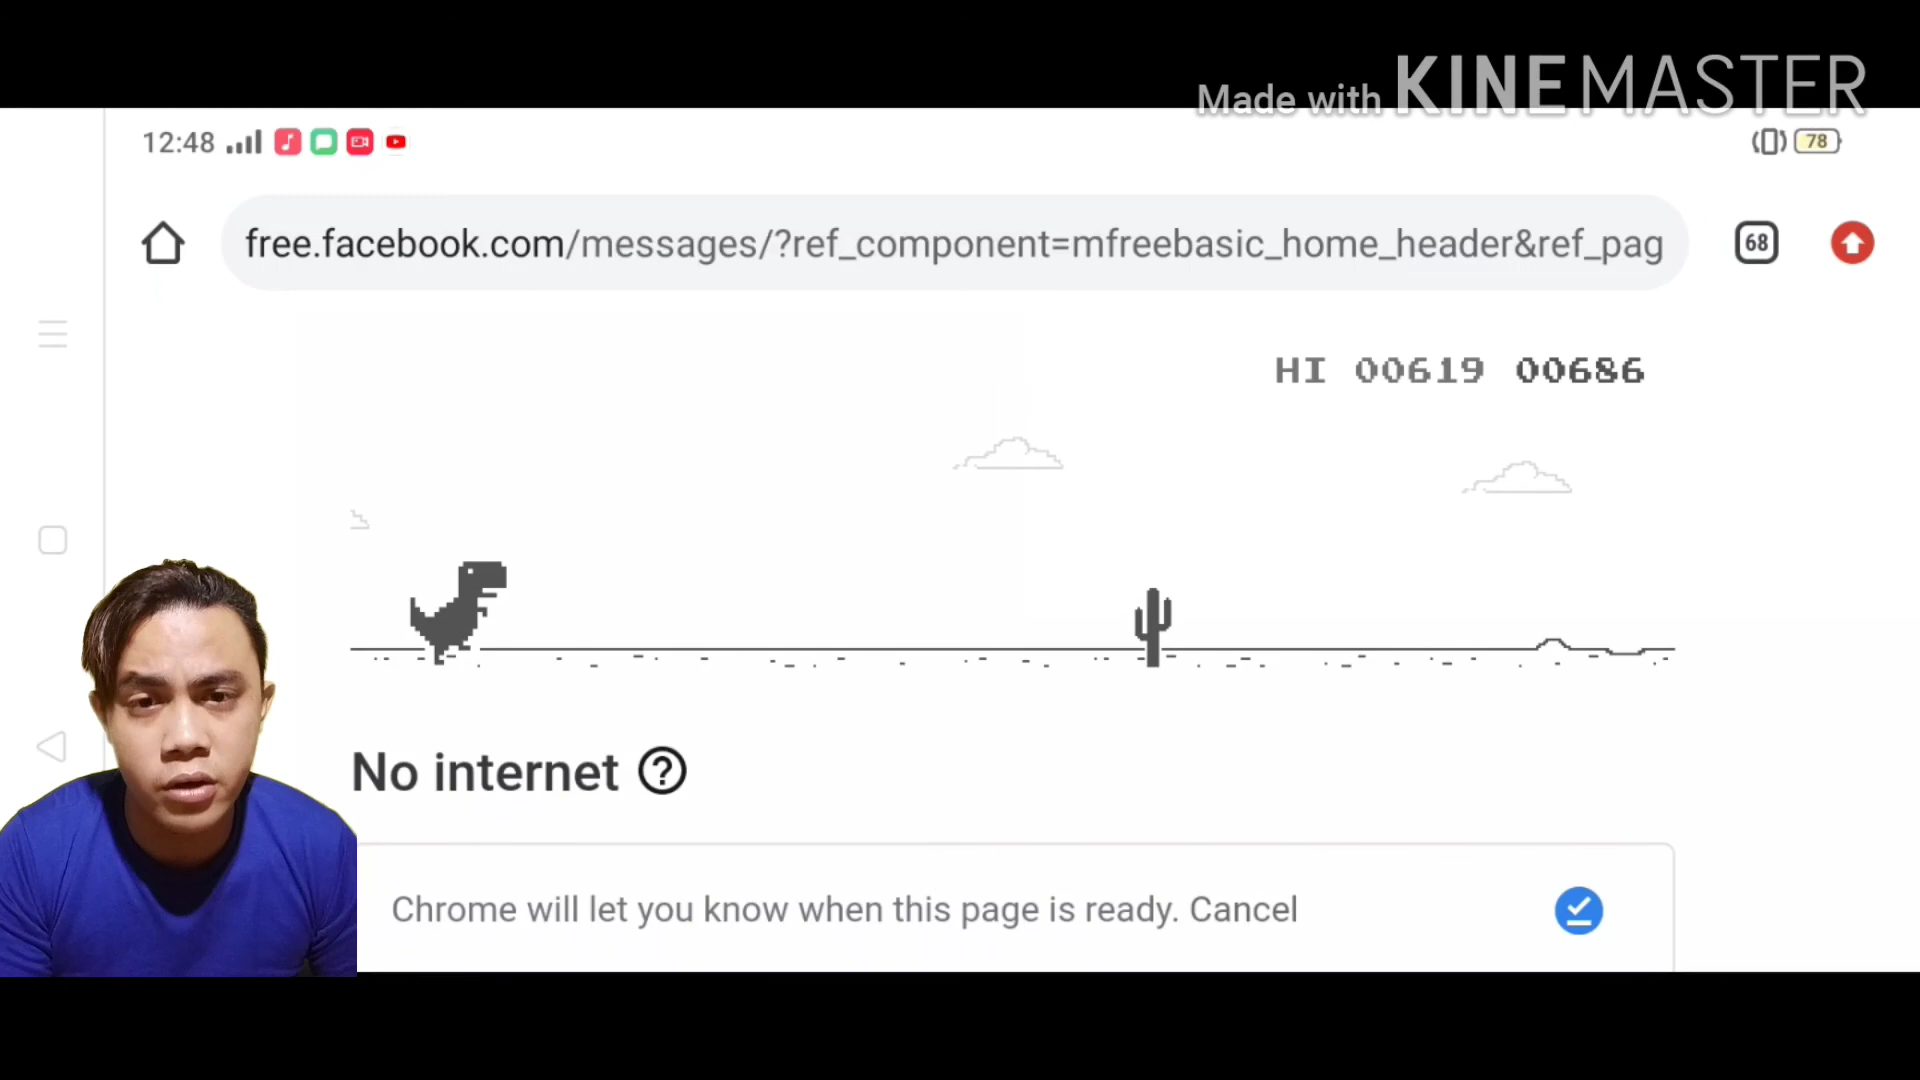 Made with KINEMASTER
12:48
78
free.facebook.com/messages/?ref_component=mfreebasic_home_header&ref_pag
68
HI 00619 00686
No internet
Chrome will let you know when this page is ready. Cancel